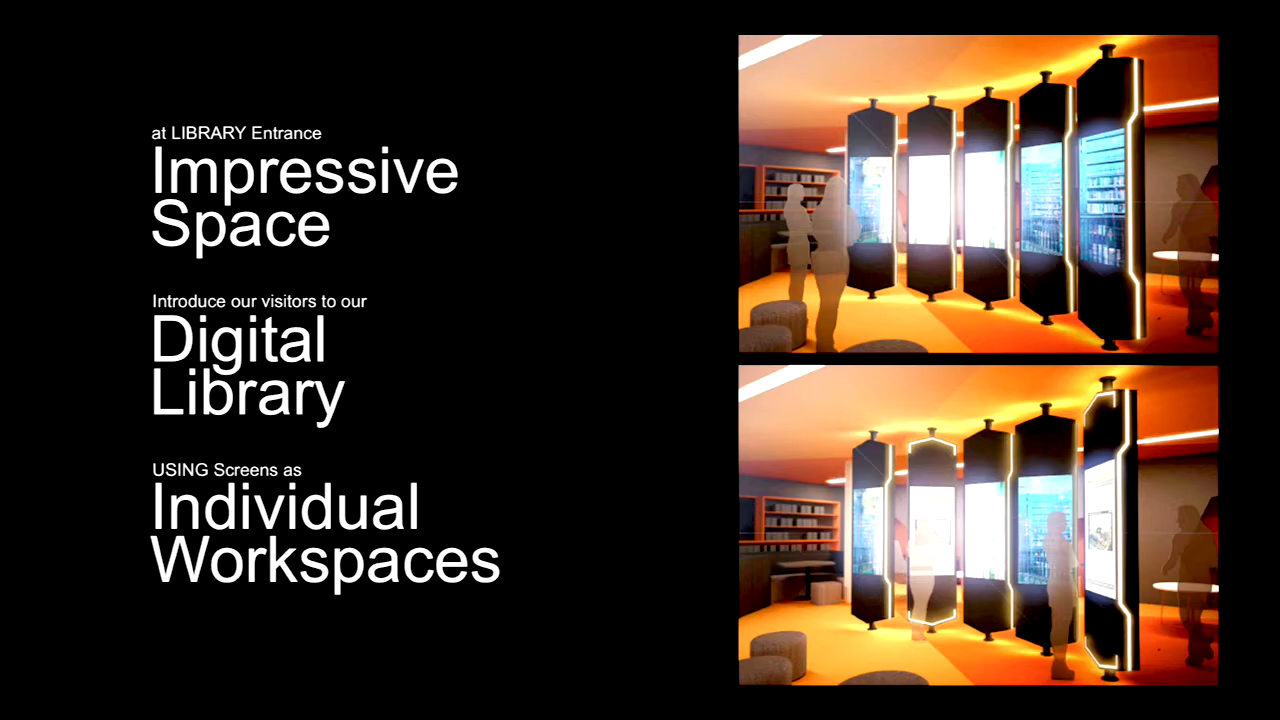 at LIBRARY Entrance
Impressive
Space
Introduce our visitors to our
Digital
Library
USING Screens as
Individual
Workspaces